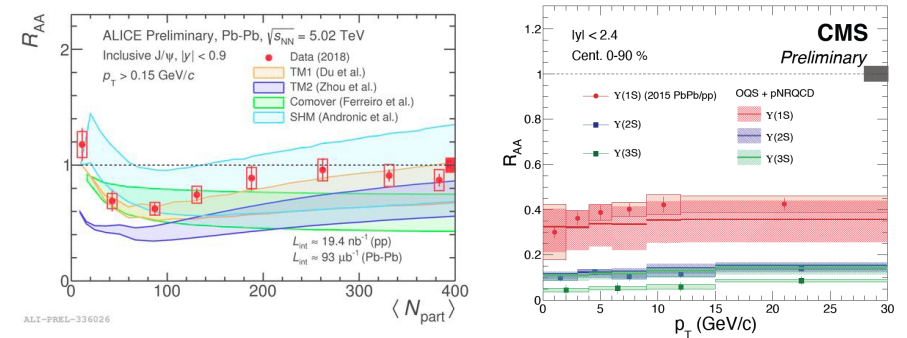 R_AA
ALICE Preliminary, Pb-Pb, √s_NN = 5.02 TeV
Inclusive J/ψ, |y| < 0.9
p_T > 0.15 GeV/c
Data (2018)
TM1 (Du et al.)
TM2 (Zhou et al.)
Comover (Ferreiro et al.)
SHM (Andronic et al.)
2
1
0
L_int ≈ 19.4 nb⁻¹ (pp)
L_int ≈ 93 μb⁻¹ (Pb-Pb)
0 100 200 300 400
⟨N_part⟩
ALI-PREL-336026
|y| < 2.4
Cent. 0-90 %
CMS
Preliminary
R_AA
1.2
1
0.8
0.6
0.4
0.2
0
ϒ(1S) (2015 PbPb/pp)
ϒ(2S)
ϒ(3S)
OQS + pNRQCD
ϒ(1S)
ϒ(2S)
ϒ(3S)
0 5 10 15 20 25 30
p_T (GeV/c)